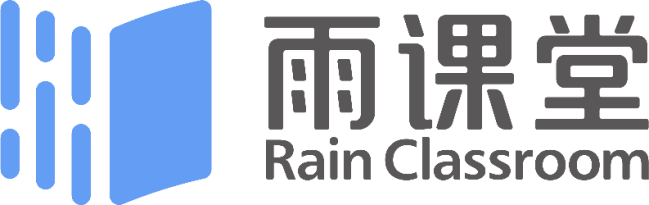 雨课堂
Rain Classroom